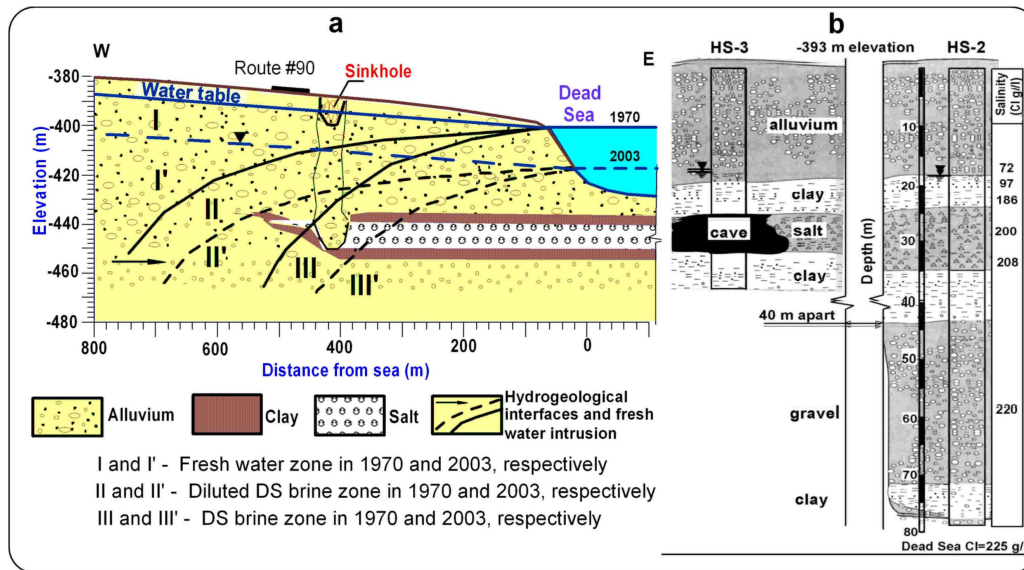 a
b
W
E
Route #90
Sinkhole
Water table
Dead
Sea
1970
2003
I
I'
II
II'
III
III'
Elevation (m)
-380
-400
-420
-440
-460
-480
800
600
400
200
0
Distance from sea (m)
Alluvium
Clay
Salt
Hydrogeological
interfaces and fresh
water intrusion
I and I' - Fresh water zone in 1970 and 2003, respectively
II and II' - Diluted DS brine zone in 1970 and 2003, respectively
III and III' - DS brine zone in 1970 and 2003, respectively
HS-3
-393 m elevation
HS-2
Salinity
(Cl g/l)
alluvium
clay
cave
salt
clay
40 m apart
gravel
clay
Depth (m)
10
20
30
40
50
60
70
80
72
97
186
200
208
220
Dead Sea Cl=225 g/l